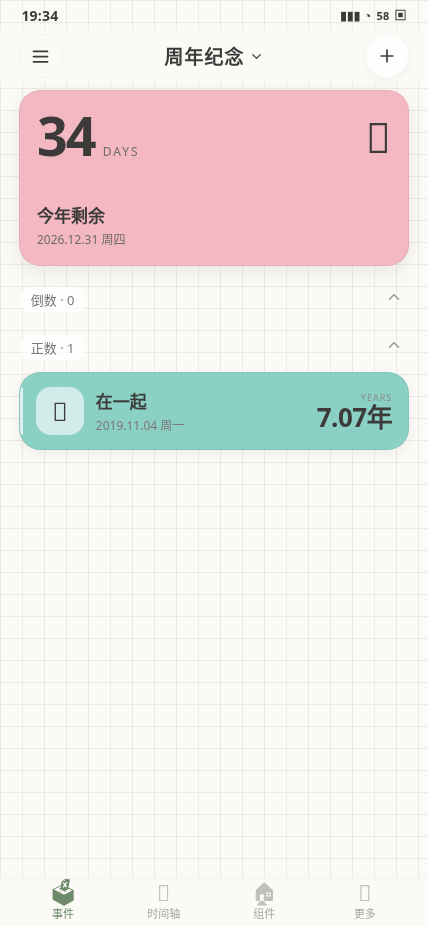 19:34
58
周年纪念
34 DAYS
今年剩余
2026.12.31 周四
倒数 · 0
正数 · 1
在一起
2019.11.04 周一
YEARS
7.07年
事件
时间轴
组件
更多